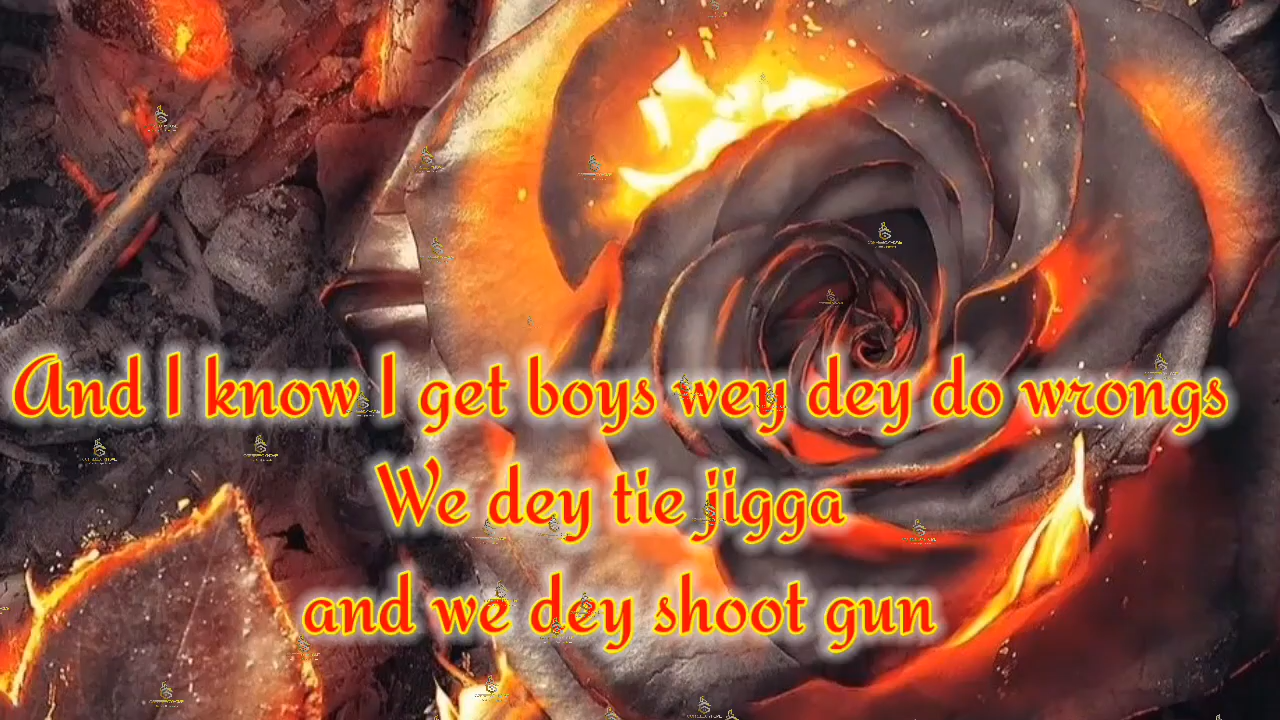 And I know I get boys wey dey do wrongs
We dey tie jigga
and we dey shoot gun